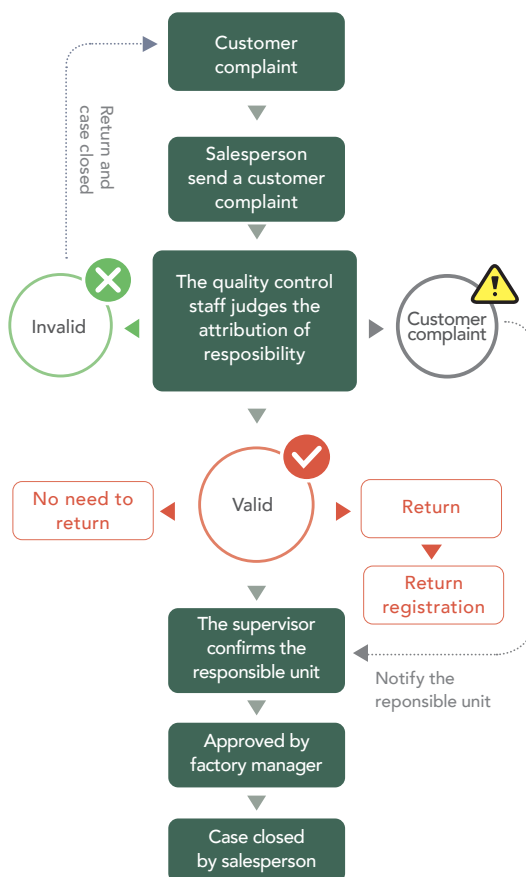 Customer
complaint
Return and
case closed
Salesperson
send a customer
complaint
The quality control
staff judges the
attribution of
resposibility
Invalid
Customer
complaint
Valid
No need to
return
Return
Return
registration
The supervisor
confirms the
responsible unit
Notify the
reponsible unit
Approved by
factory manager
Case closed
by salesperson